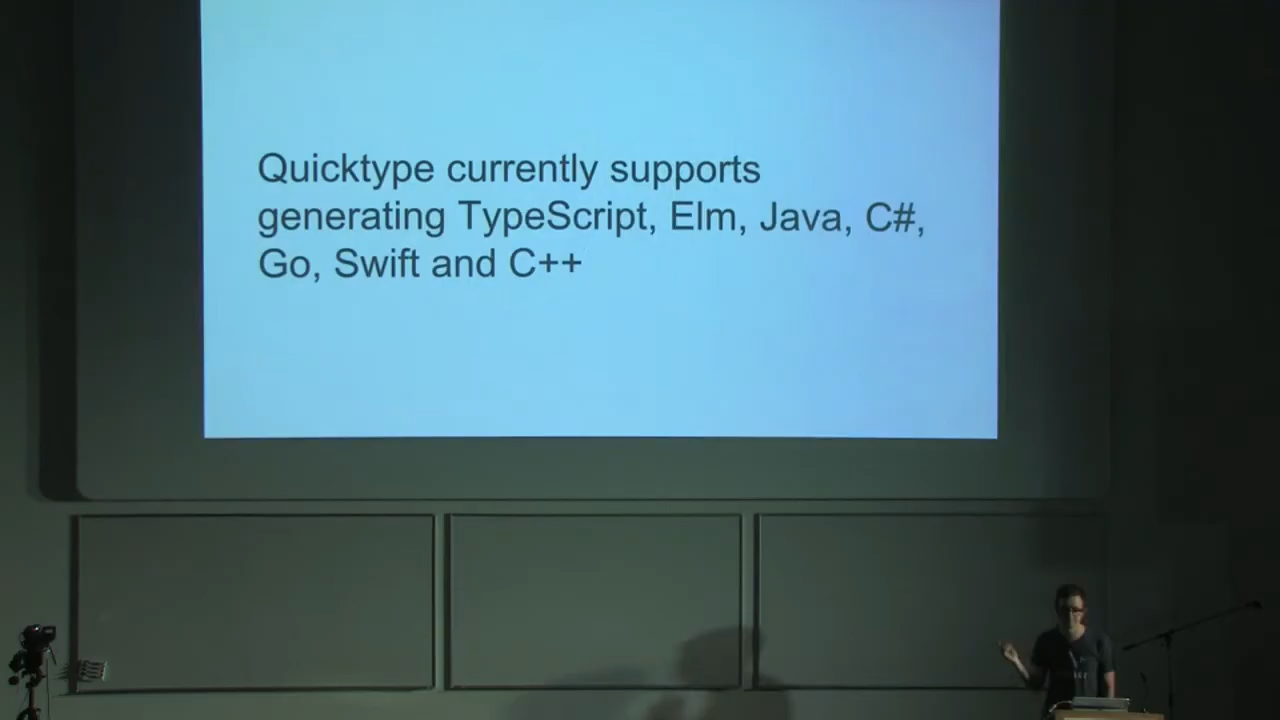 Quicktype currently supports
generating TypeScript, Elm, Java, C#,
Go, Swift and C++